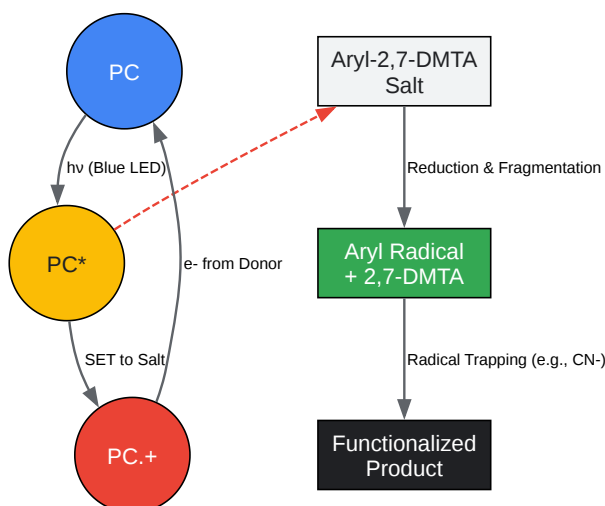 PC
Aryl-2,7-DMTA
Salt
hν (Blue LED)
Reduction & Fragmentation
PC*
e- from Donor
Aryl Radical
+ 2,7-DMTA
SET to Salt
Radical Trapping (e.g., CN-)
PC.+
Functionalized
Product